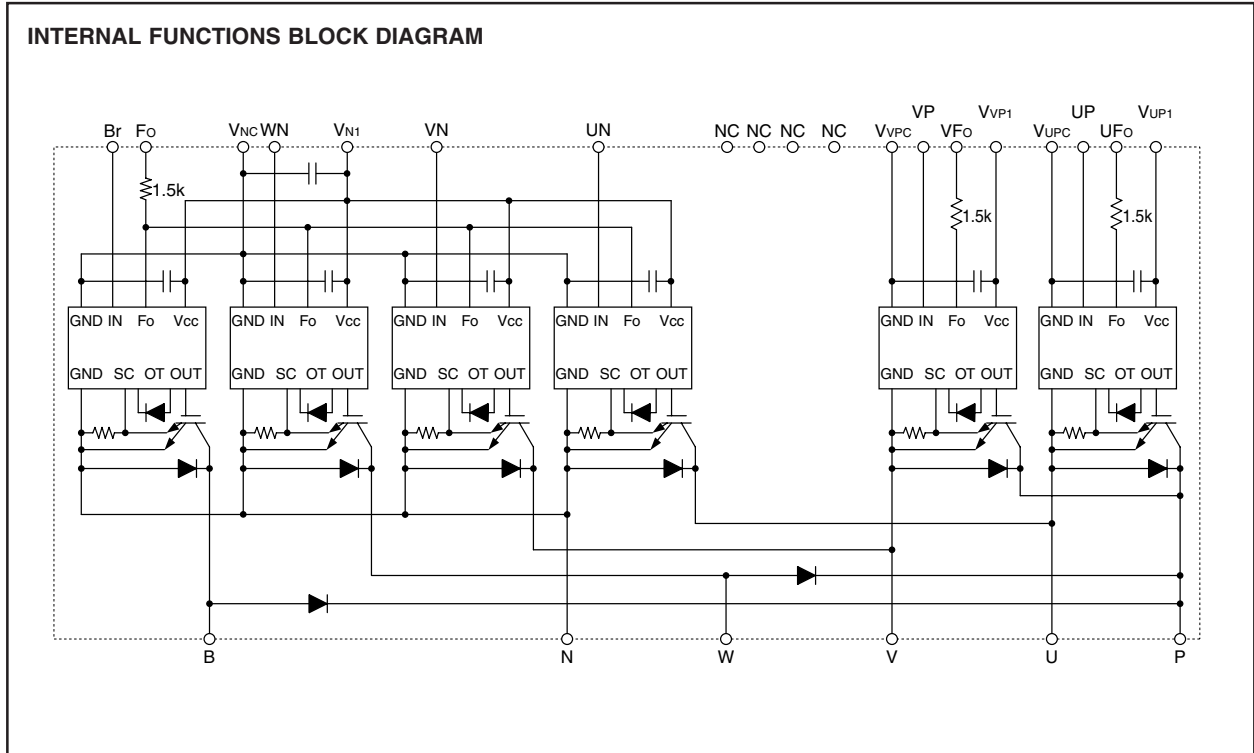 INTERNAL FUNCTIONS BLOCK DIAGRAM
VP VVP1 UP VUP1
Br FO VNC WN VN1 VN UN NC NC NC NC VVPC VFO VUPC UFO
1.5k
1.5k 1.5k
GND IN Fo Vcc GND IN Fo Vcc GND IN Fo Vcc GND IN Fo Vcc GND IN Fo Vcc GND IN Fo Vcc
GND SC OT OUT GND SC OT OUT GND SC OT OUT GND SC OT OUT GND SC OT OUT GND SC OT OUT
B N W V U P